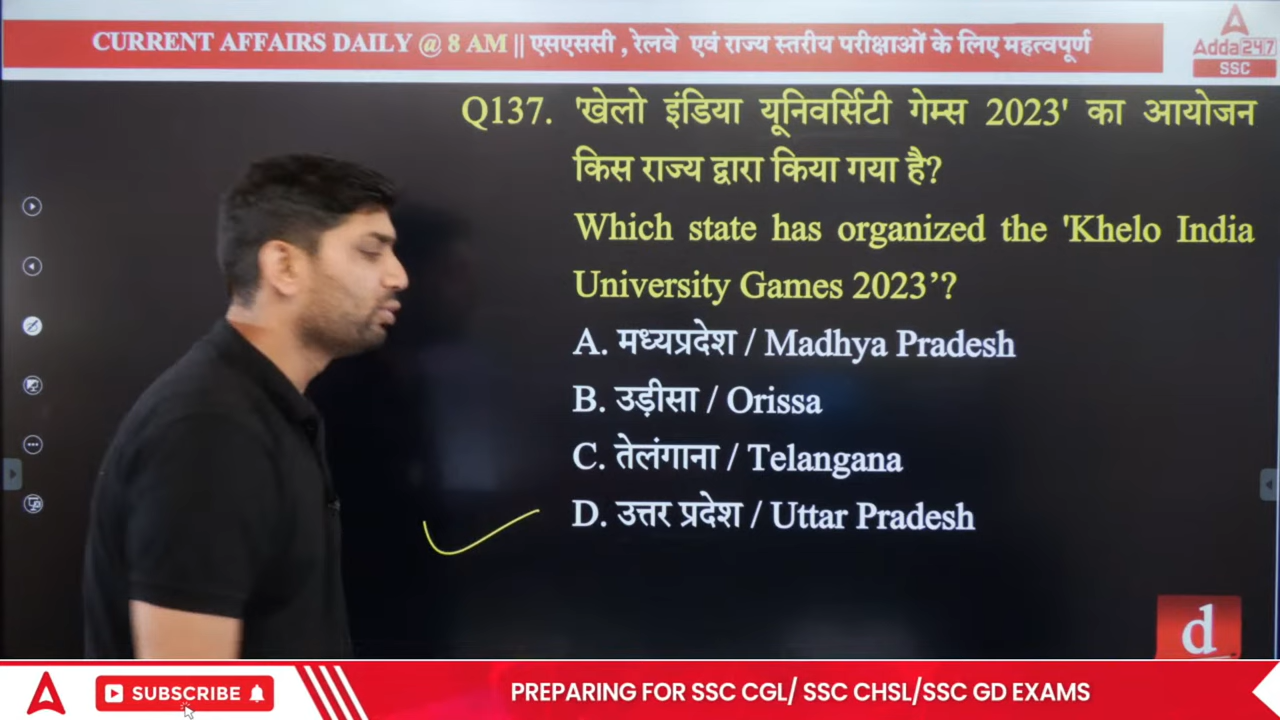 CURRENT AFFAIRS DAILY @ 8 AM || एसएससी , रेलवे एवं राज्य स्तरीय परीक्षाओं के लिए महत्वपूर्ण
Adda 247
SSC
Q137. 'खेलो इंडिया यूनिवर्सिटी गेम्स 2023' का आयोजन
किस राज्य द्वारा किया गया है?
Which state has organized the 'Khelo India
University Games 2023’?
A. मध्यप्रदेश / Madhya Pradesh
B. उड़ीसा / Orissa
C. तेलंगाना / Telangana
D. उत्तर प्रदेश / Uttar Pradesh
d
SUBSCRIBE
PREPARING FOR SSC CGL/ SSC CHSL/SSC GD EXAMS